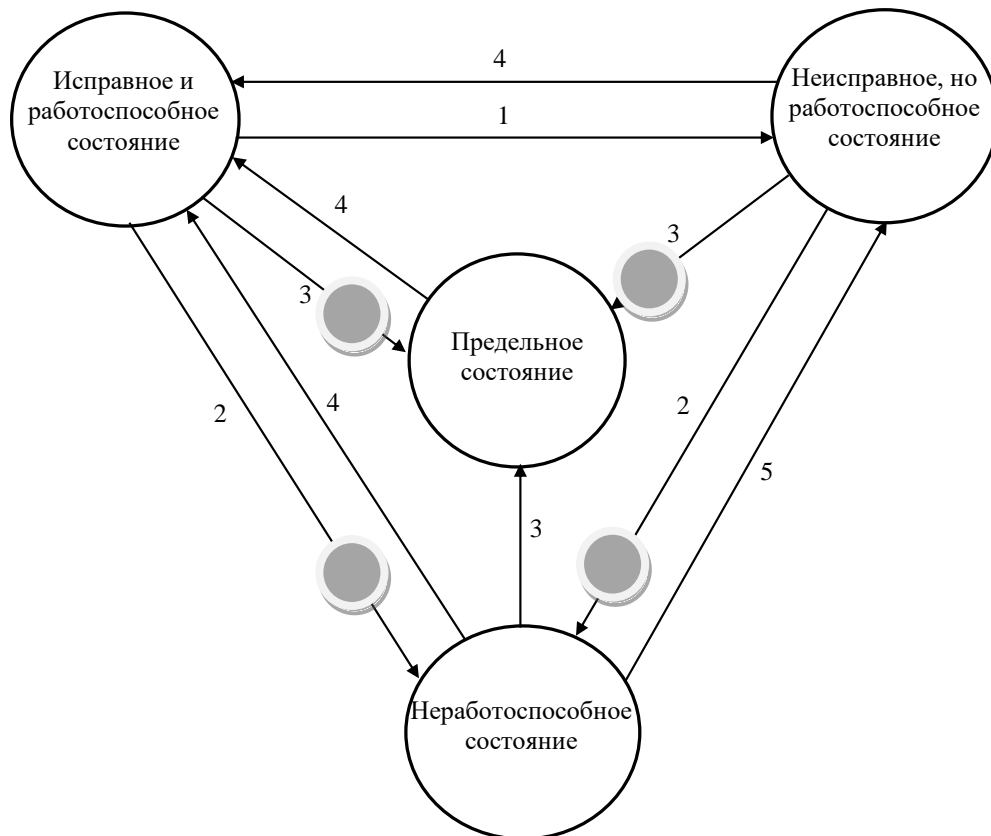 Исправное и
работоспособное
состояние
4
Неисправное, но
работоспособное
состояние
1
4
3
3
Предельное
состояние
2
4
2
5
3
Неработоспособное
состояние